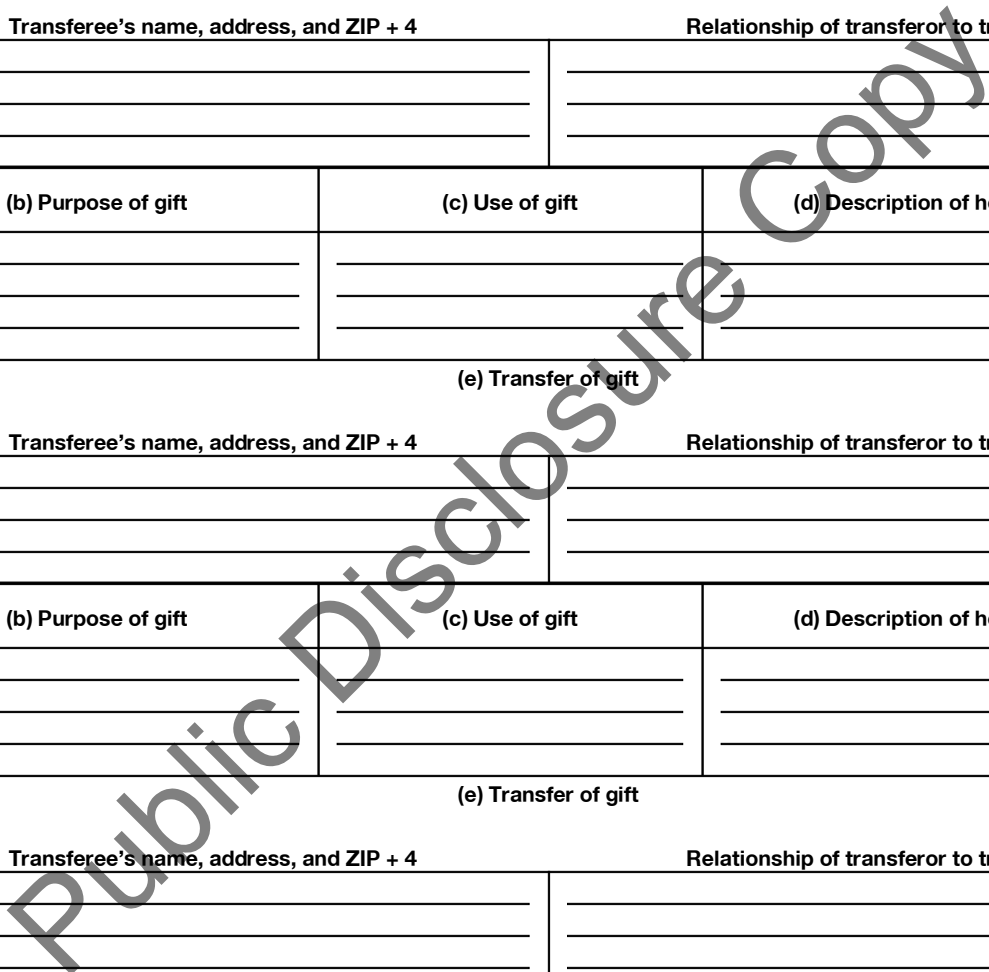 Transferee's name, address, and ZIP + 4 Relationship of transferor to tr
(b) Purpose of gift (c) Use of gift (d) Description of h
(e) Transfer of gift
Transferee's name, address, and ZIP + 4 Relationship of transferor to tr
(b) Purpose of gift (c) Use of gift (d) Description of h
(e) Transfer of gift
Transferee's name, address, and ZIP + 4 Relationship of transferor to tr
Public Disclosure Copy